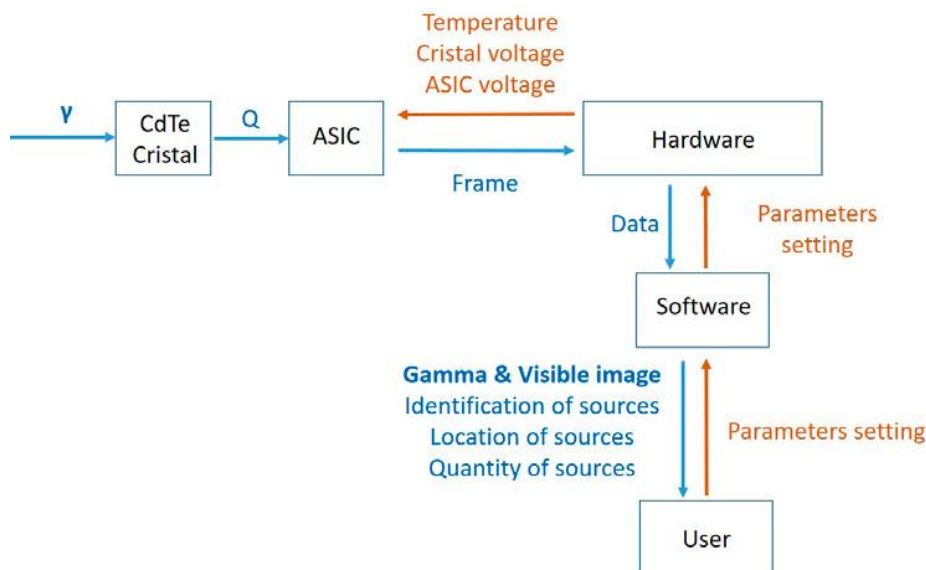 Temperature
Cristal voltage
ASIC voltage
γ
CdTe
Cristal
Q
ASIC
Hardware
Frame
Data
Parameters
setting
Software
Gamma & Visible image
Identification of sources
Location of sources
Quantity of sources
Parameters setting
User